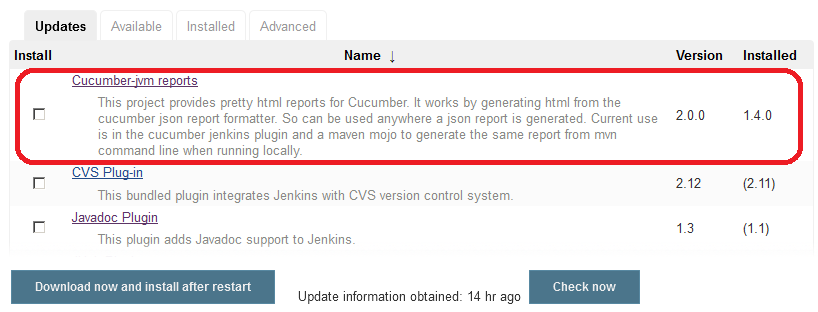 Updates Available Installed Advanced
Install Name ↓ Version Installed
Cucumber-jvm reports
This project provides pretty html reports for Cucumber. It works by generating html from the
cucumber json report formatter. So can be used anywhere a json report is generated. Current use
is in the cucumber jenkins plugin and a maven mojo to generate the same report from mvn
command line when running locally.
2.0.0 1.4.0
CVS Plug-in
This bundled plugin integrates Jenkins with CVS version control system.
2.12 (2.11)
Javadoc Plugin
This plugin adds Javadoc support to Jenkins.
1.3 (1.1)
Download now and install after restart Update information obtained: 14 hr ago Check now